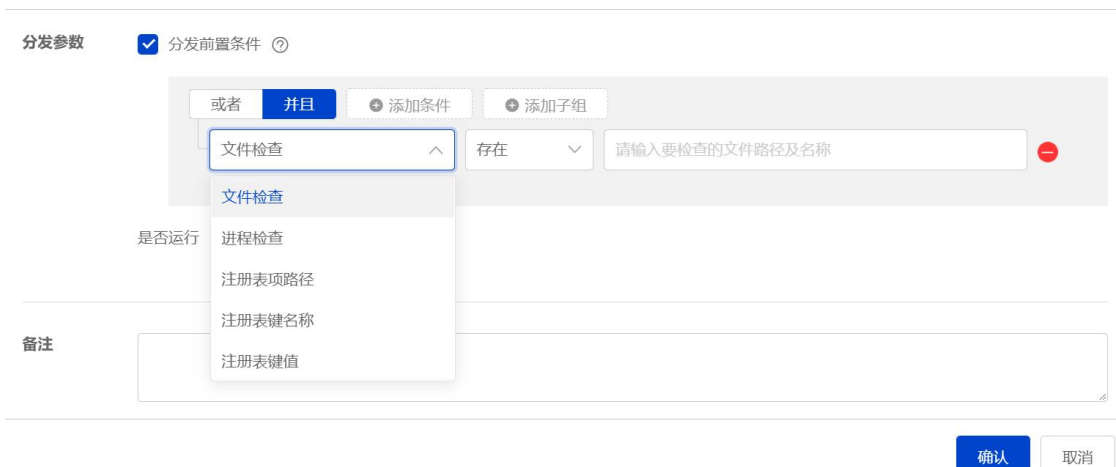 分发参数 分发前置条件
或者 并且 添加条件 添加子组
文件检查 存在 请输入要检查的文件路径及名称
文件检查
是否运行 进程检查
注册表项路径
注册表键名称
备注
注册表键值
确认 取消